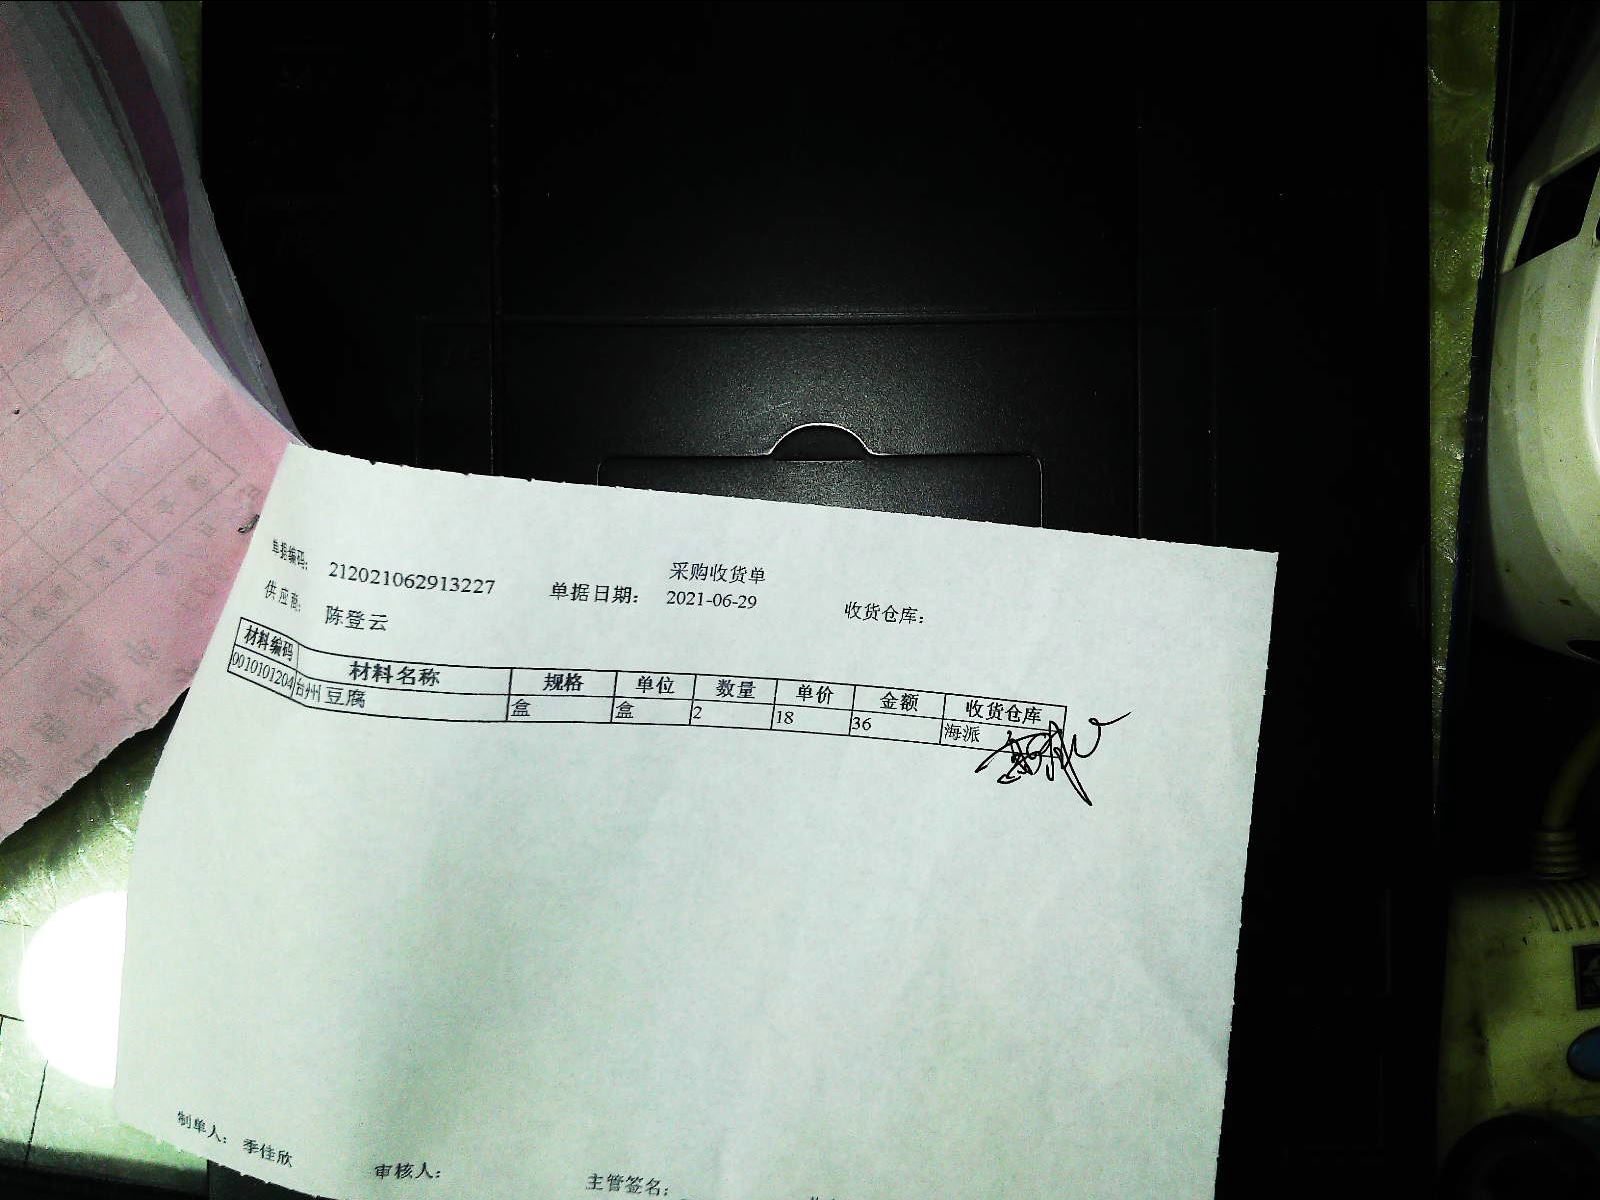 采购收货单
单据编码: 212021062913227 单据日期: 2021-06-29 收货仓库:
供应商: 陈登云
材料编码 材料名称 规格 单位 数量 单价 金额 收货仓库
0010101204 台州豆腐 盒 盒 2 18 36 海派
制单人: 季佳欣 审核人: 主管签名: